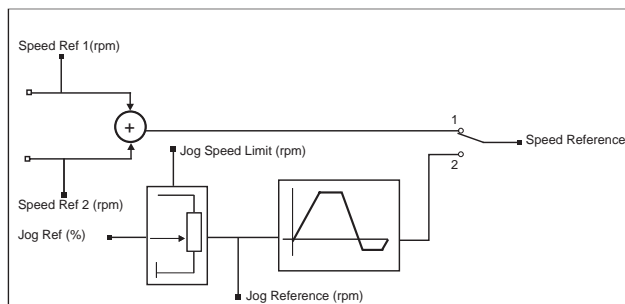 Speed Ref 1(rpm)
+
1
Speed Reference
Jog Speed Limit (rpm)
2
Speed Ref 2 (rpm)
Jog Ref (%)
Jog Reference (rpm)